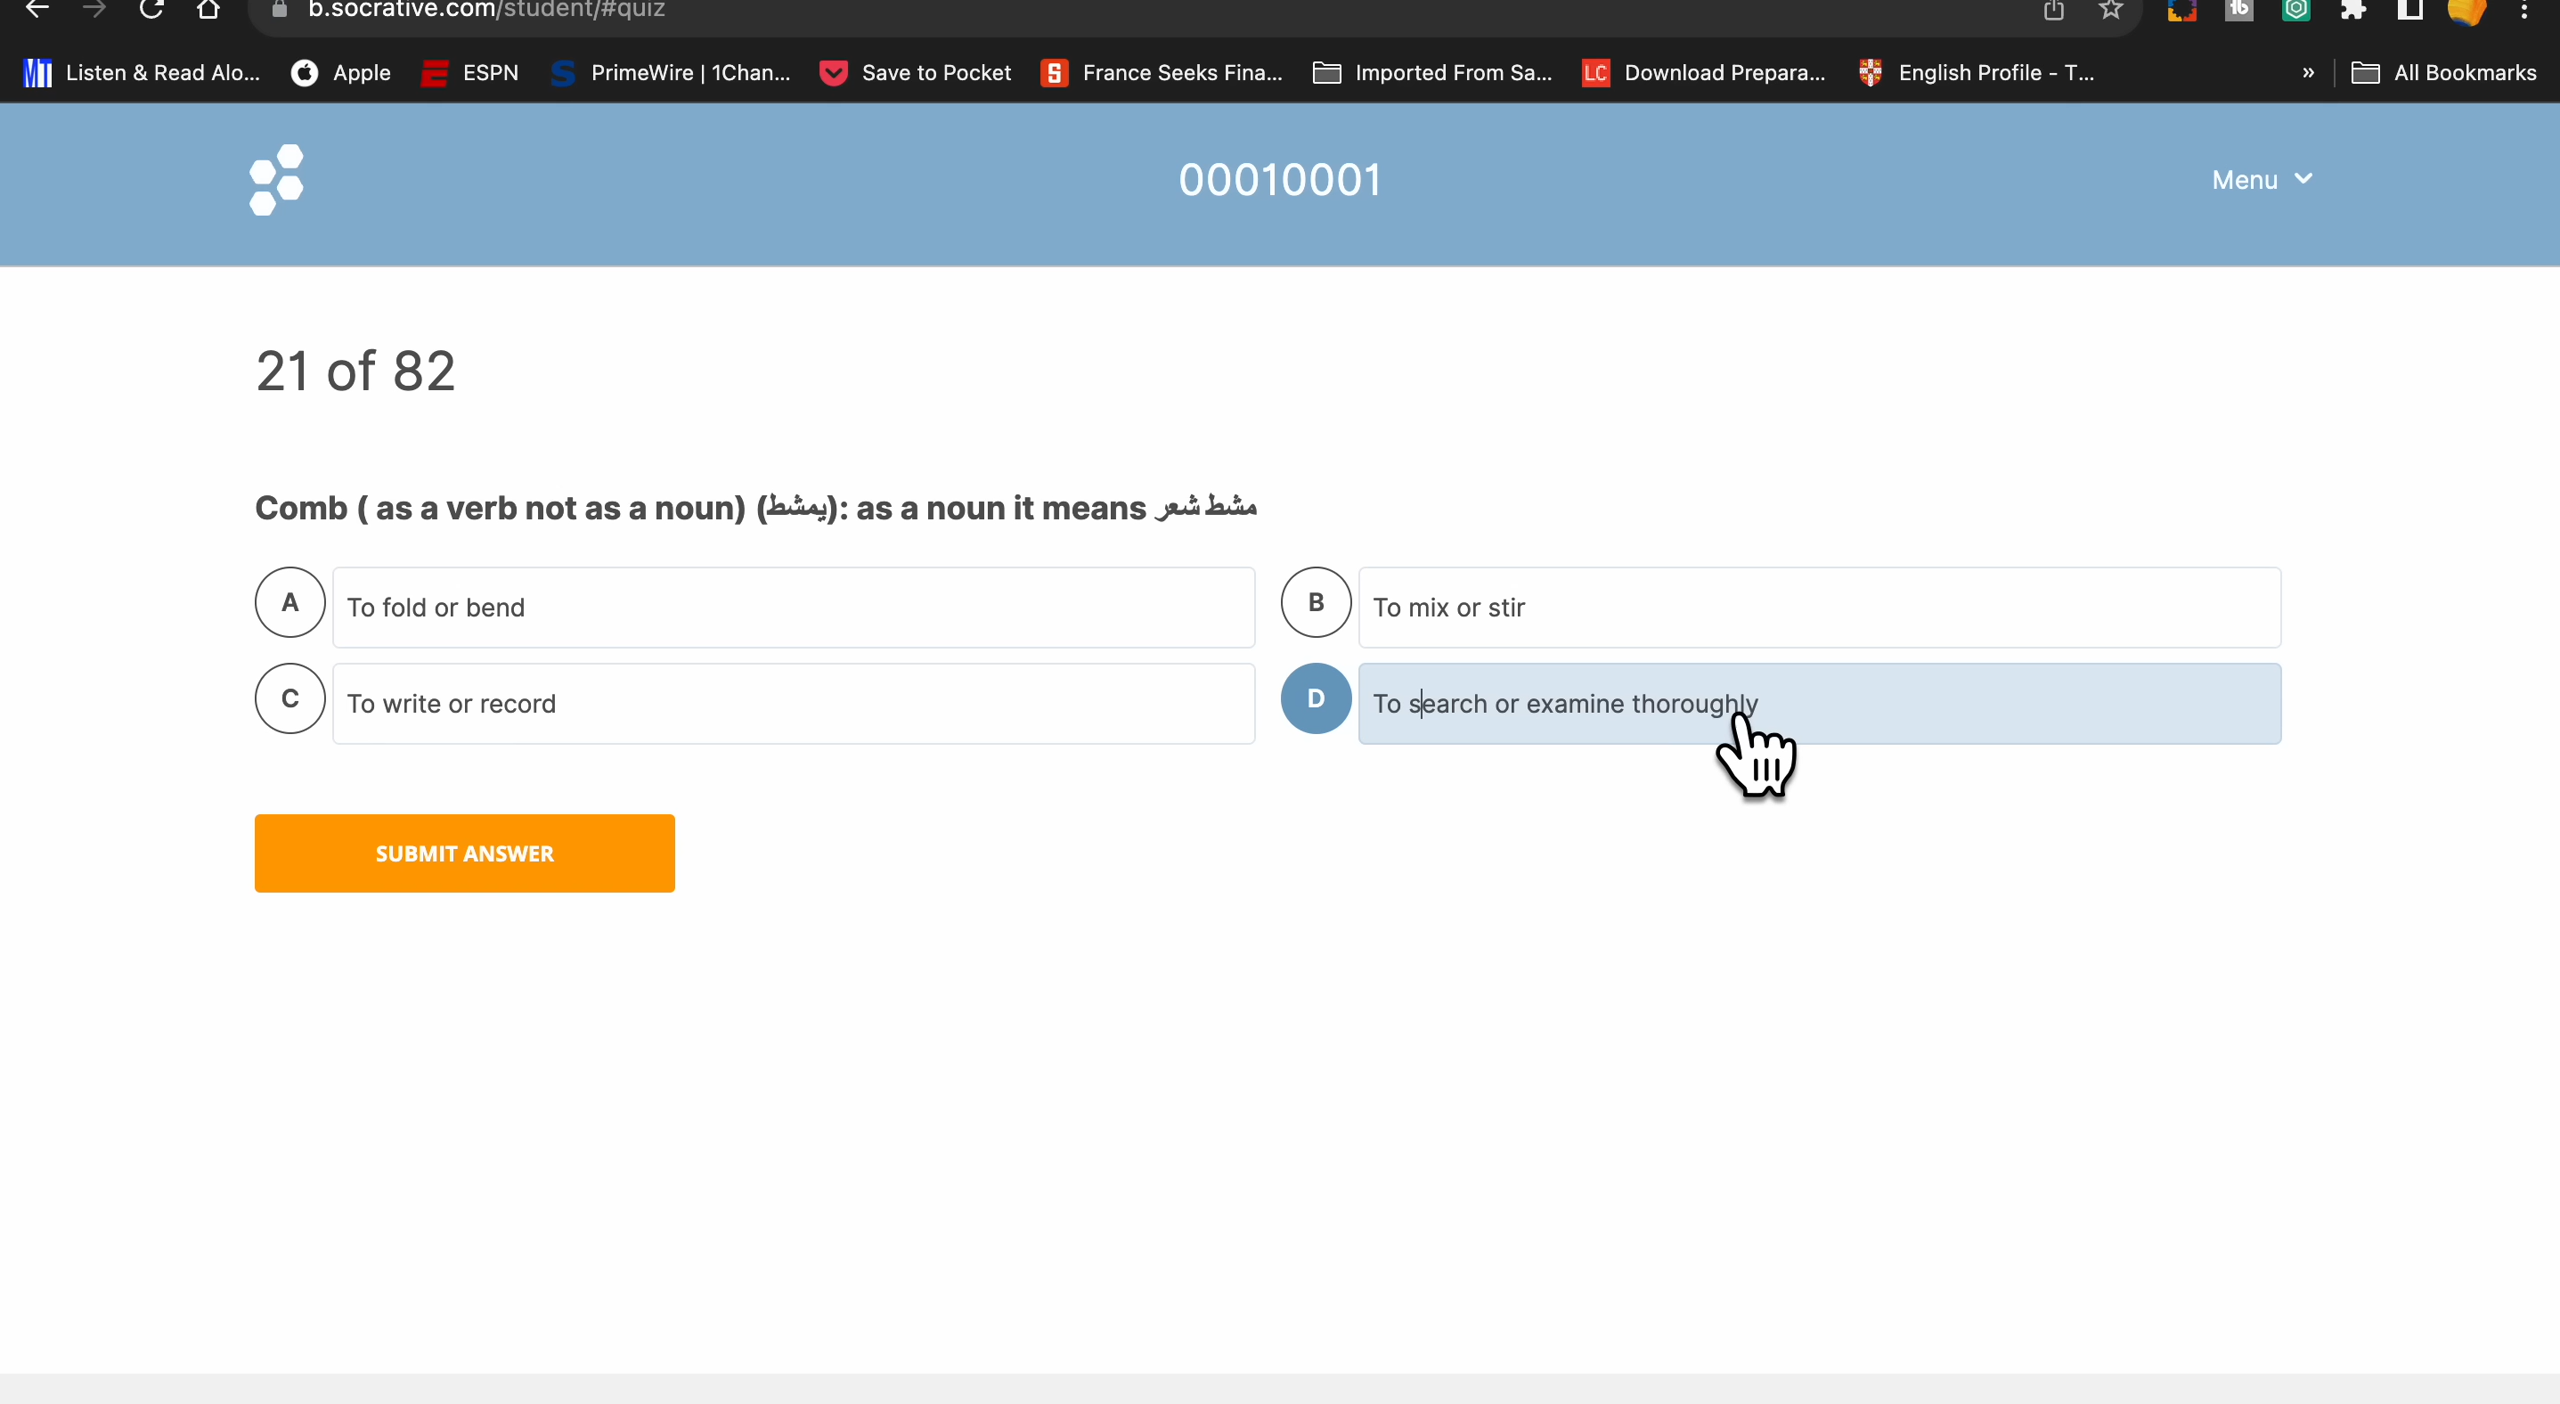 b.socrative.com/student/#quiz
Listen & Read Alo... Apple ESPN PrimeWire | 1Chan... Save to Pocket France Seeks Fina... Imported From Sa... LC Download Prepara... English Profile - T... » All Bookmarks
00010001
Menu
21 of 82
Comb ( as a verb not as a noun) (يمشط): as a noun it means مشط شعر
A To fold or bend
B To mix or stir
C To write or record
D To search or examine thoroughly
SUBMIT ANSWER